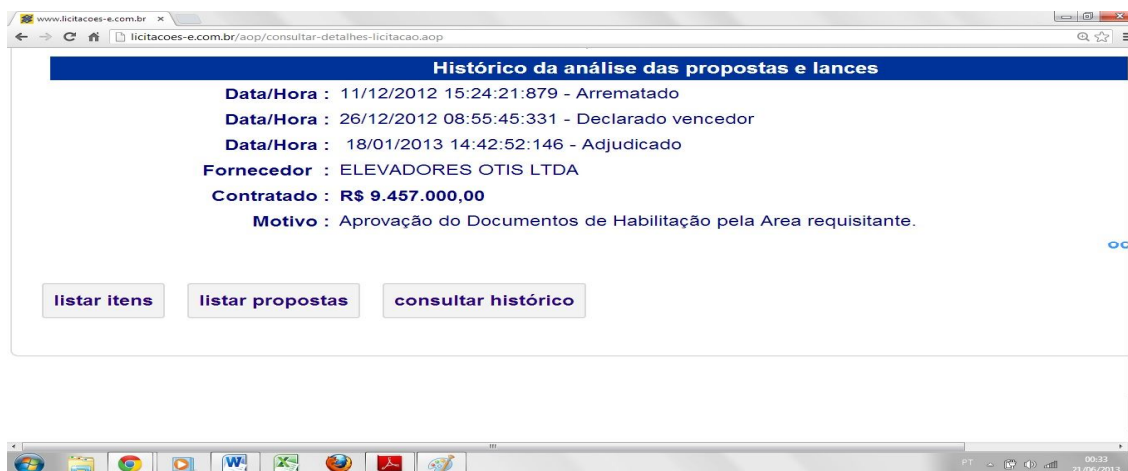 www.licitacoes-e.com.br
licitacoes-e.com.br/aop/consultar-detalhes-licitacao.aop
Histórico da análise das propostas e lances
Data/Hora : 11/12/2012 15:24:21:879 - Arrematado
Data/Hora : 26/12/2012 08:55:45:331 - Declarado vencedor
Data/Hora : 18/01/2013 14:42:52:146 - Adjudicado
Fornecedor : ELEVADORES OTIS LTDA
Contratado : R$ 9.457.000,00
Motivo : Aprovação do Documentos de Habilitação pela Area requisitante.
listar itens listar propostas consultar histórico
PT 00:33
21/06/2013